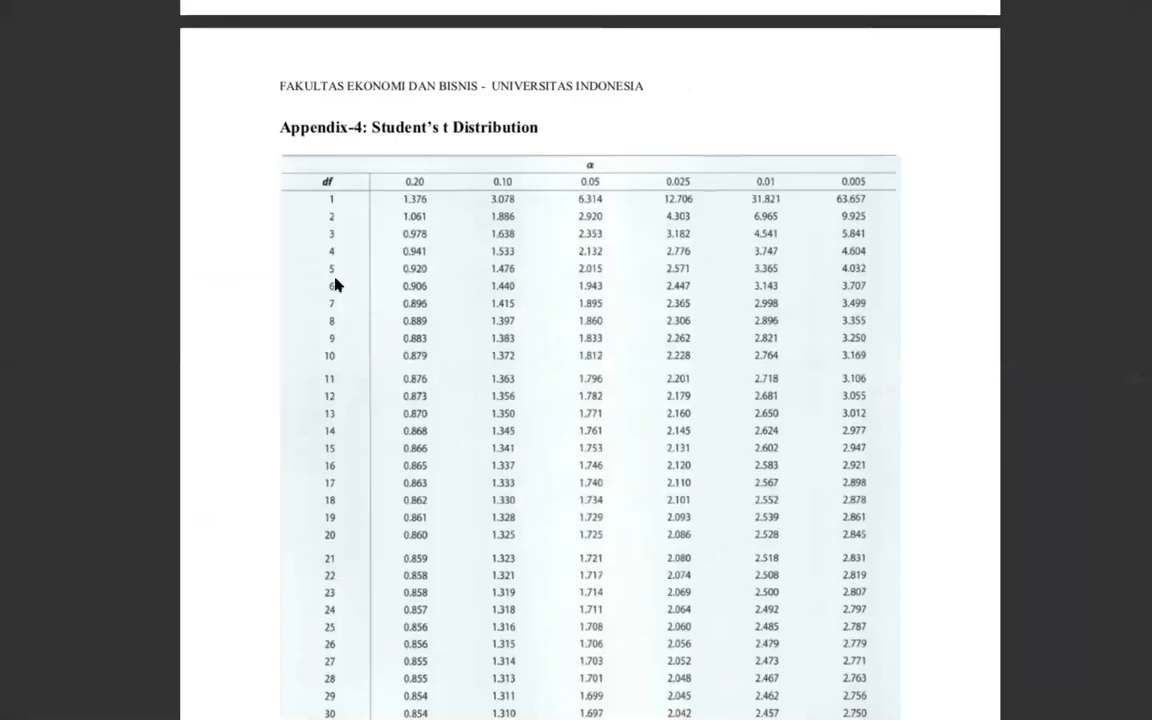 FAKULTAS EKONOMI DAN BISNIS - UNIVERSITAS INDONESIA
Appendix-4: Student's t Distribution
α
df 0.20 0.10 0.05 0.025 0.01 0.005
1 1.376 3.078 6.314 12.706 31.821 63.657
2 1.061 1.886 2.920 4.303 6.965 9.925
3 0.978 1.638 2.353 3.182 4.541 5.841
4 0.941 1.533 2.132 2.776 3.747 4.604
5 0.920 1.476 2.015 2.571 3.365 4.032
6 0.906 1.440 1.943 2.447 3.143 3.707
7 0.896 1.415 1.895 2.365 2.998 3.499
8 0.889 1.397 1.860 2.306 2.896 3.355
9 0.883 1.383 1.833 2.262 2.821 3.250
10 0.879 1.372 1.812 2.228 2.764 3.169
11 0.876 1.363 1.796 2.201 2.718 3.106
12 0.873 1.356 1.782 2.179 2.681 3.055
13 0.870 1.350 1.771 2.160 2.650 3.012
14 0.868 1.345 1.761 2.145 2.624 2.977
15 0.866 1.341 1.753 2.131 2.602 2.947
16 0.865 1.337 1.746 2.120 2.583 2.921
17 0.863 1.333 1.740 2.110 2.567 2.898
18 0.862 1.330 1.734 2.101 2.552 2.878
19 0.861 1.328 1.729 2.093 2.539 2.861
20 0.860 1.325 1.725 2.086 2.528 2.845
21 0.859 1.323 1.721 2.080 2.518 2.831
22 0.858 1.321 1.717 2.074 2.508 2.819
23 0.858 1.319 1.714 2.069 2.500 2.807
24 0.857 1.318 1.711 2.064 2.492 2.797
25 0.856 1.316 1.708 2.060 2.485 2.787
26 0.856 1.315 1.706 2.056 2.479 2.779
27 0.855 1.314 1.703 2.052 2.473 2.771
28 0.855 1.313 1.701 2.048 2.467 2.763
29 0.854 1.311 1.699 2.045 2.462 2.756
30 0.854 1.310 1.697 2.042 2.457 2.750